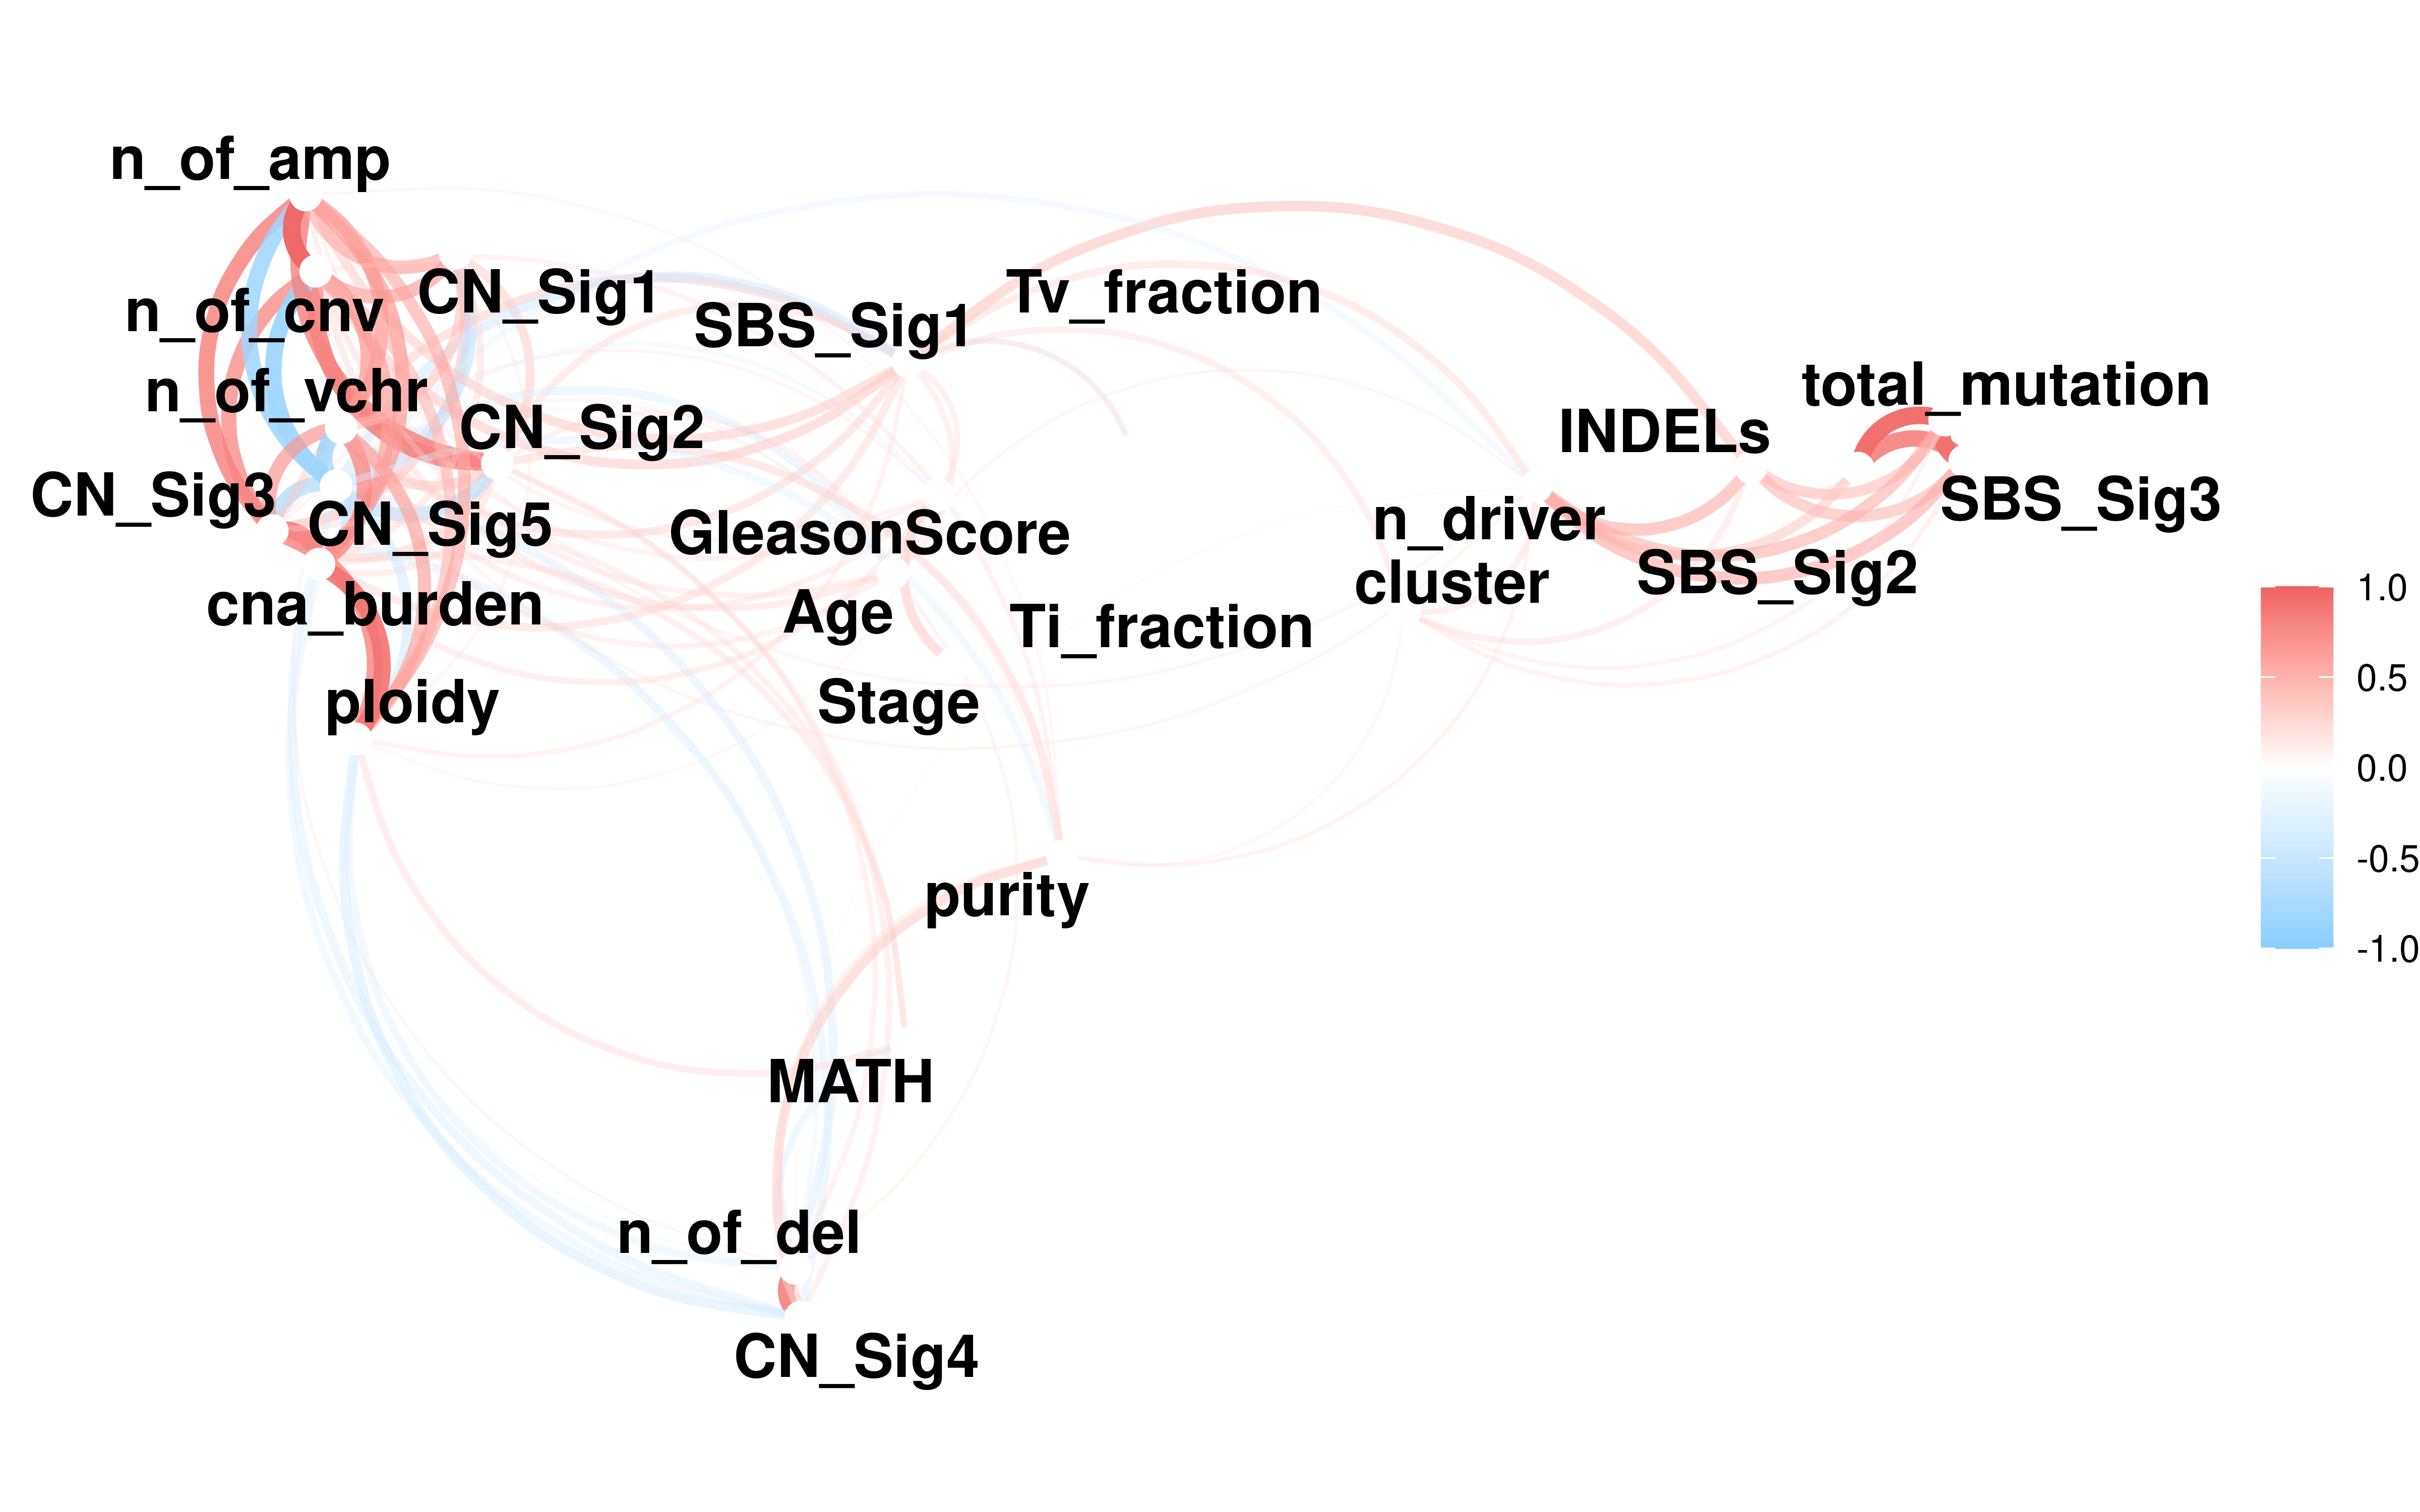 n_of_amp
CN_Sig1
Tv_fraction
n_of_cnv
SBS_Sig1
n_of_vchr
total_mutation
CN_Sig2
INDELs
CN_Sig3
CN_Sig5
GleasonScore
n_driver
SBS_Sig3
cna_burden
Age
Ti_fraction
cluster
SBS_Sig2
ploidy
Stage
purity
MATH
n_of_del
CN_Sig4
1.0
0.5
0.0
-0.5
-1.0